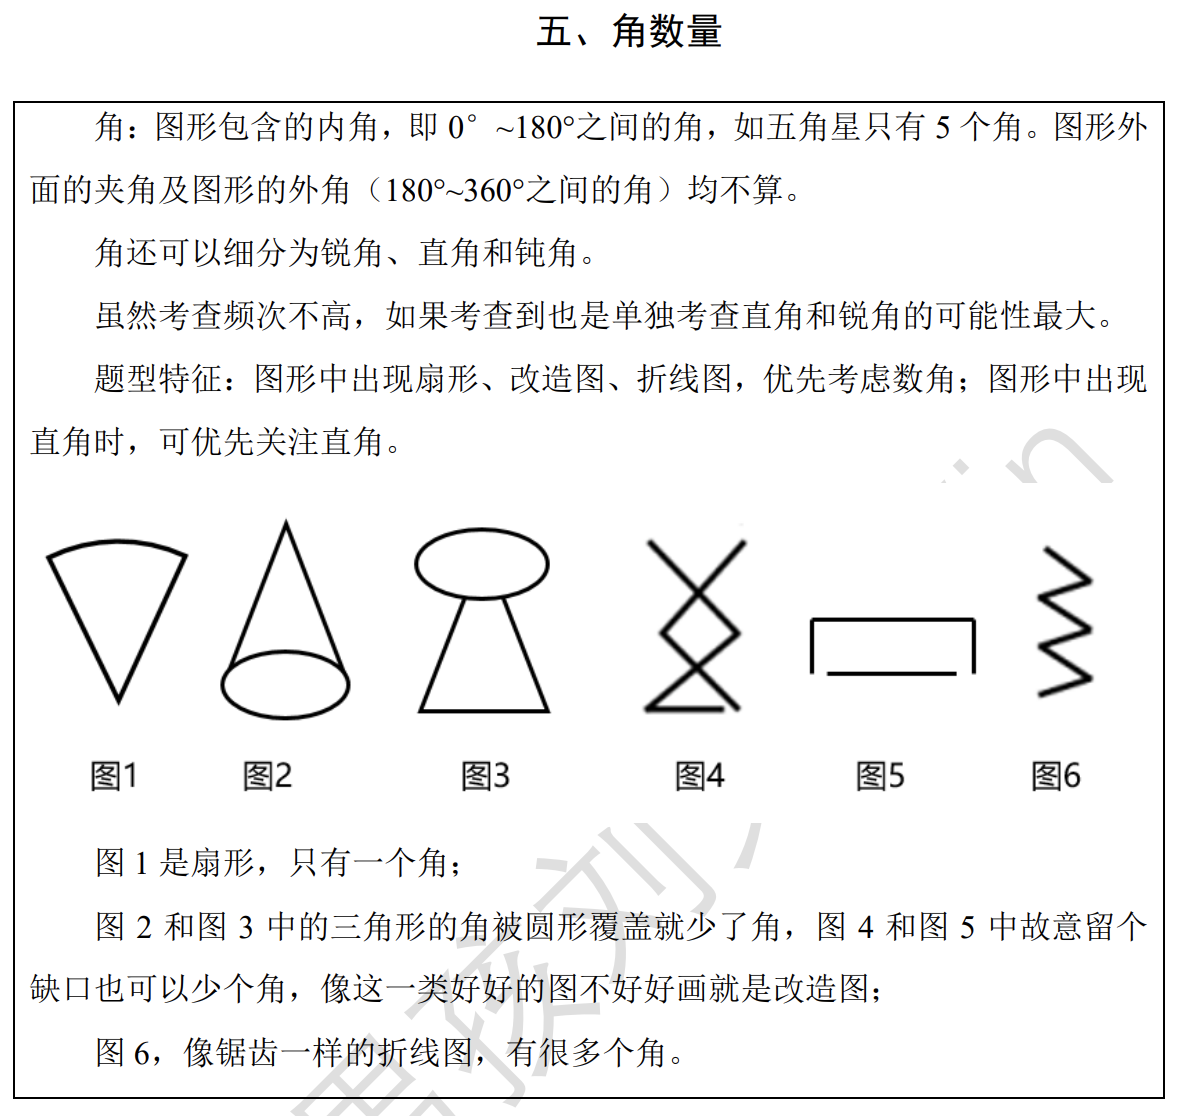 五、角数量
角：图形包含的内角，即 0°~180°之间的角，如五角星只有 5 个角。图形外
面的夹角及图形的外角（180°~360°之间的角）均不算。
角还可以细分为锐角、直角和钝角。
虽然考查频次不高，如果考查到也是单独考查直角和锐角的可能性最大。
题型特征：图形中出现扇形、改造图、折线图，优先考虑数角；图形中出现
直角时，可优先关注直角。
图1 图2 图3 图4 图5 图6
图 1 是扇形，只有一个角；
图 2 和图 3 中的三角形的角被圆形覆盖就少了角，图 4 和图 5 中故意留个
缺口也可以少个角，像这一类好好的图不好好画就是改造图；
图 6，像锯齿一样的折线图，有很多个角。